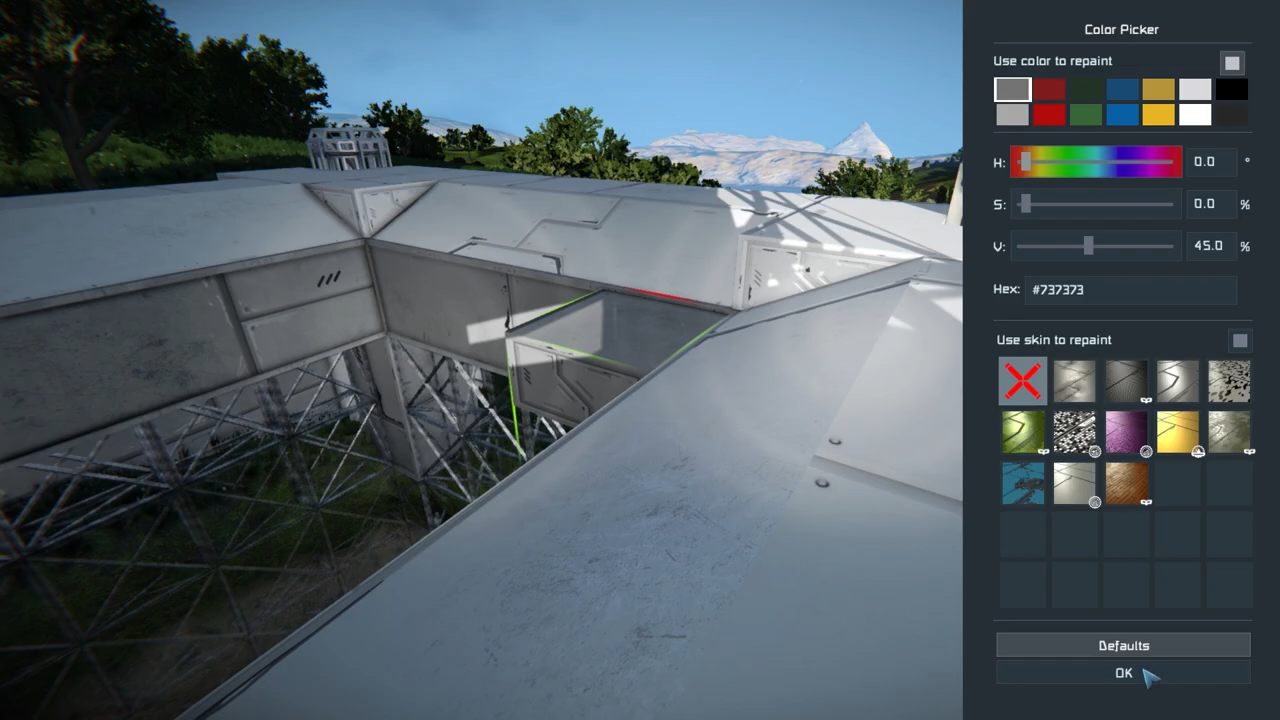 Color Picker
Use color to repaint
H: 0.0 °
S: 0.0 %
V: 45.0 %
Hex: #737373
Use skin to repaint
Defaults
OK